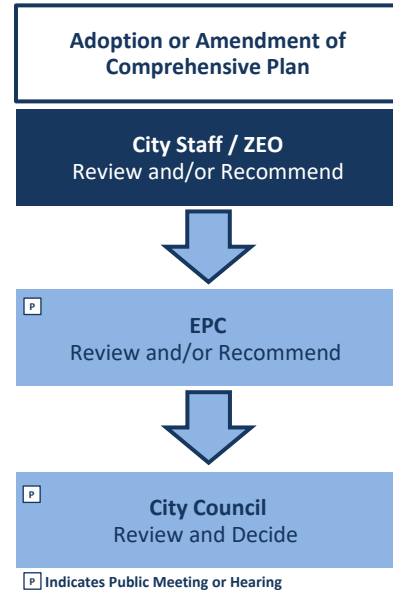 Adoption or Amendment of
Comprehensive Plan
City Staff / ZEO
Review and/or Recommend
P
EPC
Review and/or Recommend
P
City Council
Review and Decide
P Indicates Public Meeting or Hearing